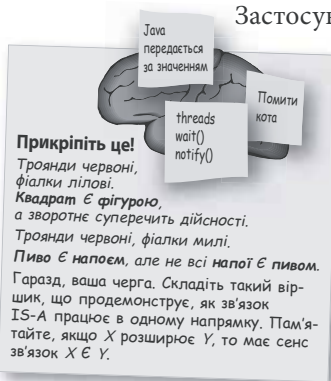 Застосу
Java
передається
за значенням
Помити
кота
threads
wait()
notify()
Прикріпіть це!
Троянди червоні,
фіалки лілові.
Квадрат Є фігурою,
а зворотнє суперечить дійсності.
Троянди червоні, фіалки милі.
Пиво Є напоєм, але не всі напої Є пивом.
Гаразд, ваша черга. Складіть такий вір-
шик, що продемонструє, як зв’язок
IS-A працює в одному напрямку. Пам’я-
тайте, якщо X розширює Y, то має сенс
зв’язок X Є Y.